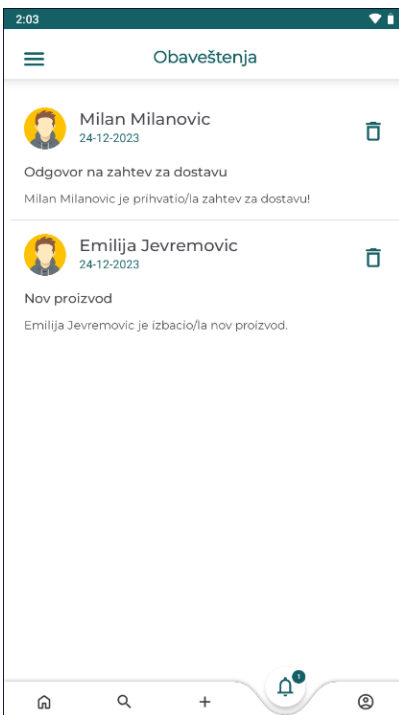 2:03
Obaveštenja
Milan Milanovic
24-12-2023
Odgovor na zahtev za dostavu
Milan Milanovic je prihvatio/la zahtev za dostavu!
Emilija Jevremovic
24-12-2023
Nov proizvod
Emilija Jevremovic je izbacio/la nov proizvod.
1